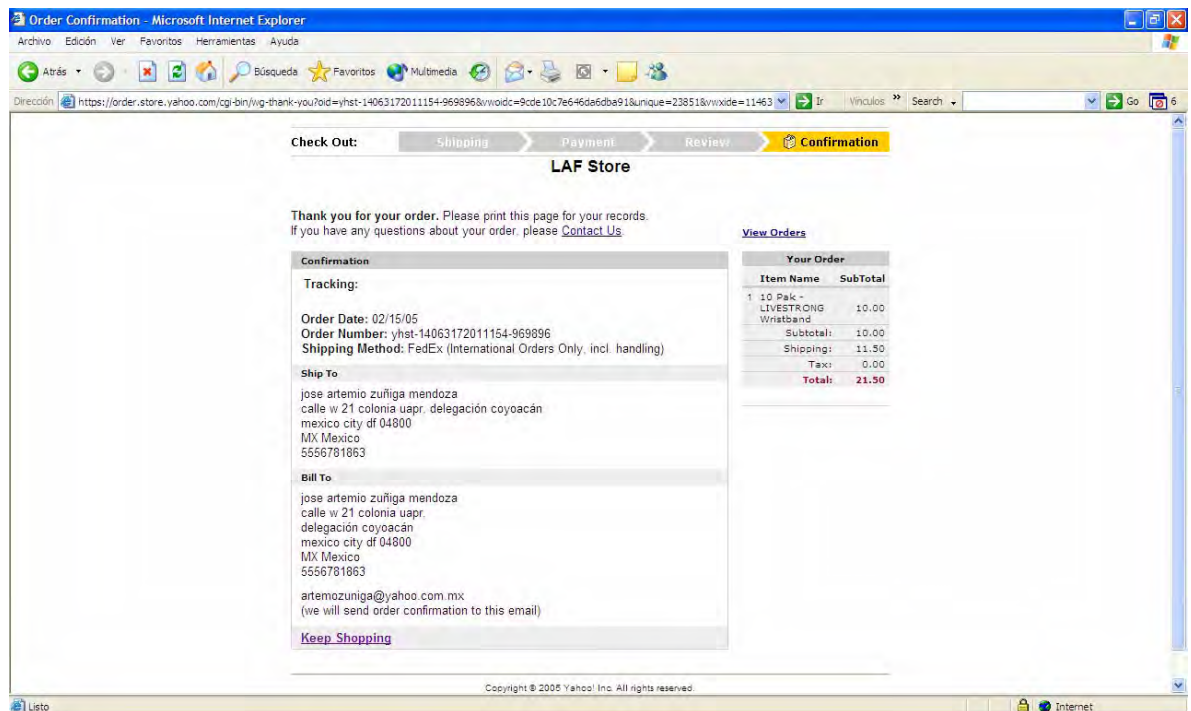 Order Confirmation - Microsoft Internet Explorer
Archivo Edición Ver Favoritos Herramientas Ayuda
Atrás Búsqueda Favoritos Multimedia
Dirección https://order.store.yahoo.com/cgi-bin/wg-thank-you?oid=yhst-14063172011154-969896&vwoidc=9cde10c7e646da6dba91&unique=23851&vwxide=11463 Ir Vínculos » Search Go 6
Check Out: Shipping Payment Review Confirmation
LAF Store
Thank you for your order. Please print this page for your records.
If you have any questions about your order, please Contact Us.
View Orders
Confirmation
Tracking:
Order Date: 02/15/05
Order Number: yhst-14063172011154-969896
Shipping Method: FedEx (International Orders Only, incl. handling)
Ship To
jose artemio zuñiga mendoza
calle w 21 colonia uapr. delegación coyoacán
mexico city df 04800
MX Mexico
5556781863
Bill To
jose artemio zuñiga mendoza
calle w 21 colonia uapr.
delegación coyoacán
mexico city df 04800
MX Mexico
5556781863
artemozuniga@yahoo.com.mx
(we will send order confirmation to this email)
Keep Shopping
Your Order
Item Name SubTotal
1 10 Pak -
LIVESTRONG 10.00
Wristband
Subtotal: 10.00
Shipping: 11.50
Tax: 0.00
Total: 21.50
Copyright © 2005 Yahoo! Inc. All rights reserved.
Listo Internet